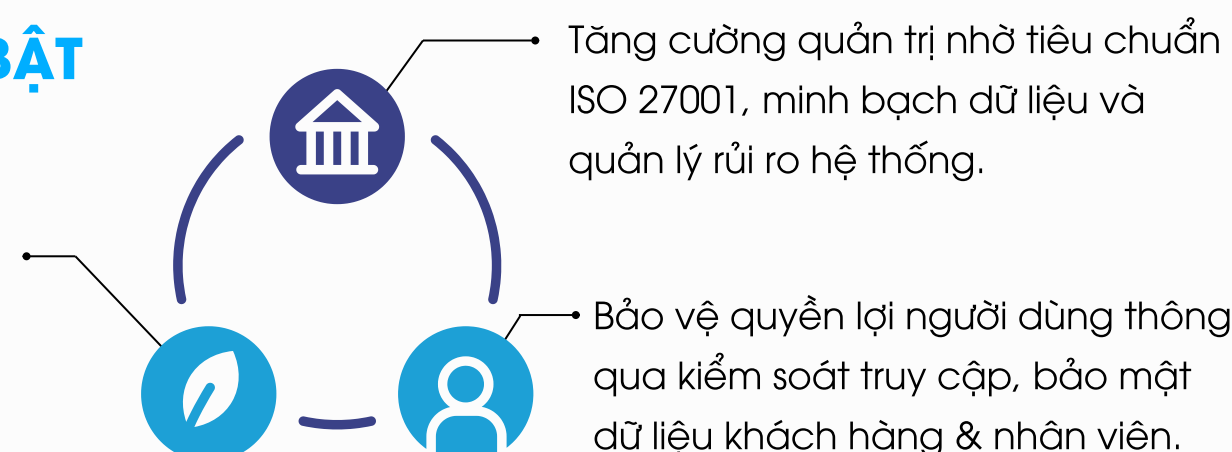 BẬT
Tăng cường quản trị nhờ tiêu chuẩn
ISO 27001, minh bạch dữ liệu và
quản lý rủi ro hệ thống.
Bảo vệ quyền lợi người dùng thông
qua kiểm soát truy cập, bảo mật
dữ liệu khách hàng & nhân viên.